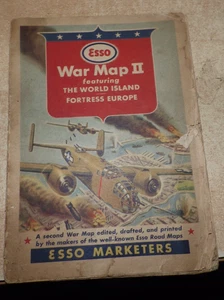 Esso
War Map II
featuring
THE WORLD ISLAND
FORTRESS EUROPE
A second War Map edited, drafted, and printed
by the makers of the well-known Esso Road Maps
ESSO MARKETERS